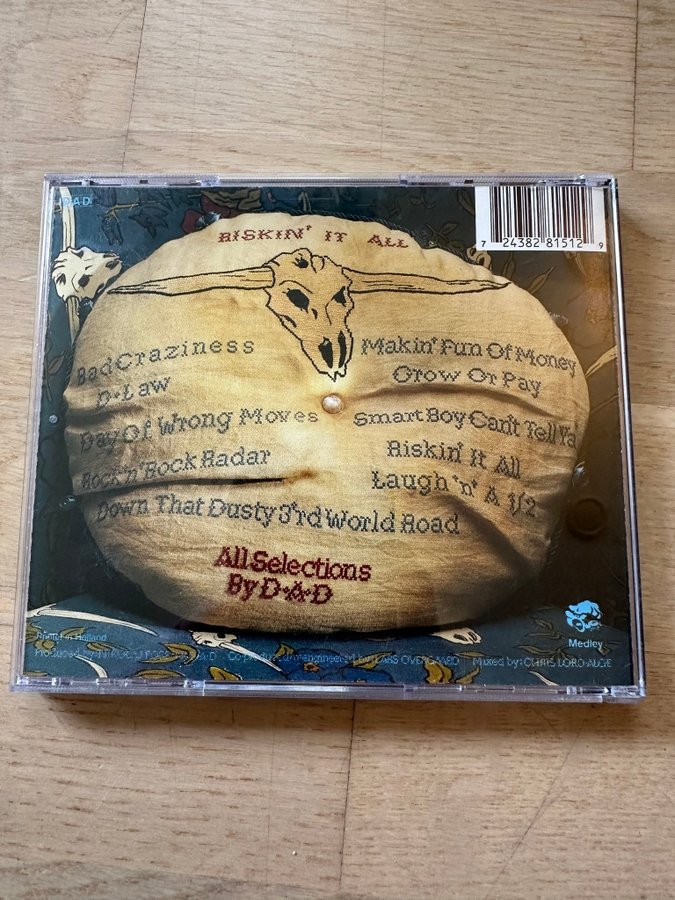 D·A·D
RISKIN' IT ALL
7 24382 81512 9
Bad Craziness
D·Law
Day Of Wrong Moves
Rock'n'Rock Radar
Down That Dusty 3'rd World Road
Makin' Fun Of Money
Grow Or Pay
Smart Boy Can't Tell Ya'
Riskin' It All
Laugh 'n' A 1/2
All Selections
By D·A·D
Medley
Printed in Holland
Mixed by: CHRIS LORD-ALGE